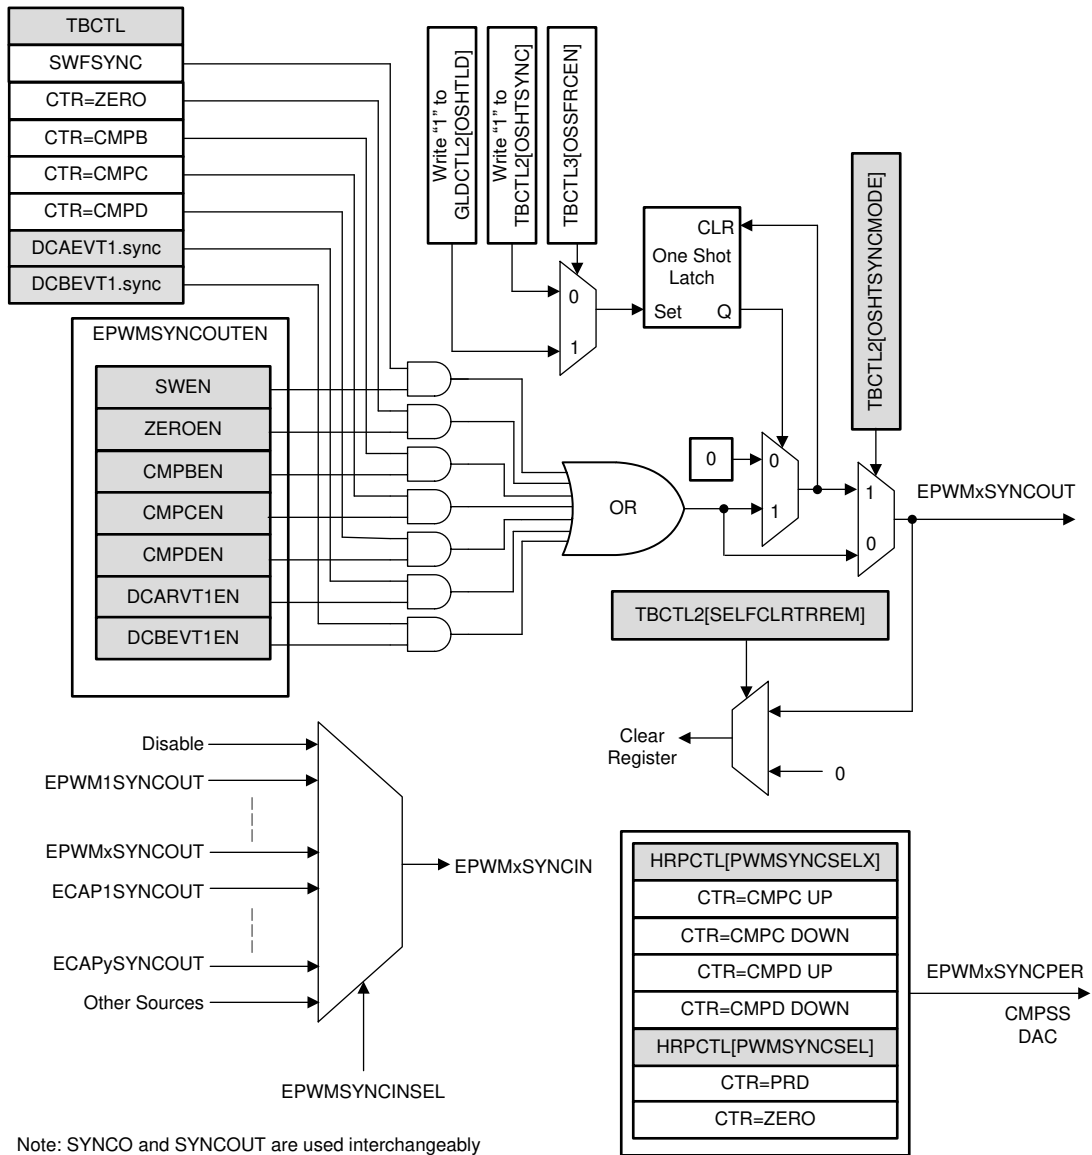 TBCTL
SWFSYNC
CTR=ZERO
CTR=CMPB
CTR=CMPC
CTR=CMPD
DCAEVT1.sync
DCBEVT1.sync
Write “1” to
GLDCTL2[OSHTLD]
Write “1” to
TBCTL2[OSHTSYNC]
TBCTL3[OSSFRCEN]
0
1
CLR
One Shot
Latch
Set
Q
TBCTL2[OSHTSYNCMODE]
EPWMSYNCOUTEN
SWEN
ZEROEN
CMPBEN
CMPCEN
CMPDEN
DCARVT1EN
DCBEVT1EN
OR
0
0
1
1
0
EPWMxSYNCOUT
TBCTL2[SELFCLRTRREM]
Clear
Register
0
Disable
EPWM1SYNCOUT
EPWMxSYNCOUT
ECAP1SYNCOUT
ECAPySYNCOUT
Other Sources
EPWMxSYNCIN
EPWMSYNCINSEL
HRPCTL[PWMSYNCSELX]
CTR=CMPC UP
CTR=CMPC DOWN
CTR=CMPD UP
CTR=CMPD DOWN
HRPCTL[PWMSYNCSEL]
CTR=PRD
CTR=ZERO
EPWMxSYNCPER
CMPSS
DAC
Note: SYNCO and SYNCOUT are used interchangeably